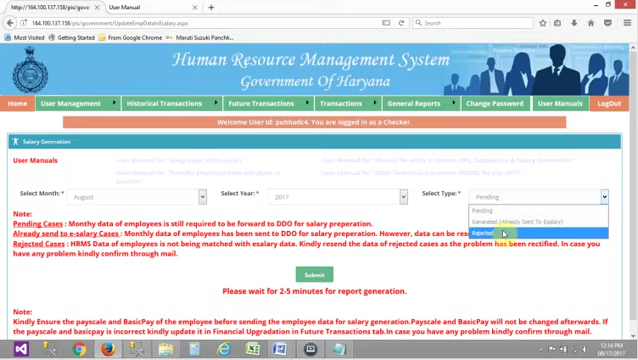 http://164.100.137.158/
User Manual
164.100.137.158/pis/government/UpdateEmpDataInEsalary.aspx
Search
Most Visited
Getting Started
From Google Chrome
Maruti Suzuki Panchk...
Human Resource Management System
Government Of Haryana
Home
User Management
Historical Transactions
Future Transactions
Transactions
General Reports
Change Password
User Manuals
LogOut
Welcome User Id: puhhodc4. You are logged in as a Checker.
Salary Generation
User Manuals
Select Month: * August
Select Year: * 2017
Select Type: * Pending
Pending
Generated (Already Sent To Esalary)
Rejected
Note:
Pending Cases : Monthy data of employees is still required to be forward to DDO for salary preperation.
Already send to e-salary Cases : Monthly data of employees has been sent to DDO for salary preperation. However, data can be
Rejected Cases : HRMS Data of employees is not being matched with esalary data. Kindly resend the data of rejected cases as the problem has been rectified. In case you
have any problem kindly confirm through mail.
Submit
Please wait for 2-5 minutes for report generation.
Note:
Kindly Ensure the payscale and BasicPay of the employee before sending the employee data for salary generation.Payscale and BasicPay will not be changed afterwards. If
the payscale and basicpay is incorrect kindly update it in Financial Upgradation in Future Transactions tab.In case you have any problem kindly confirm through mail.
12:14 PM
08/17/2017